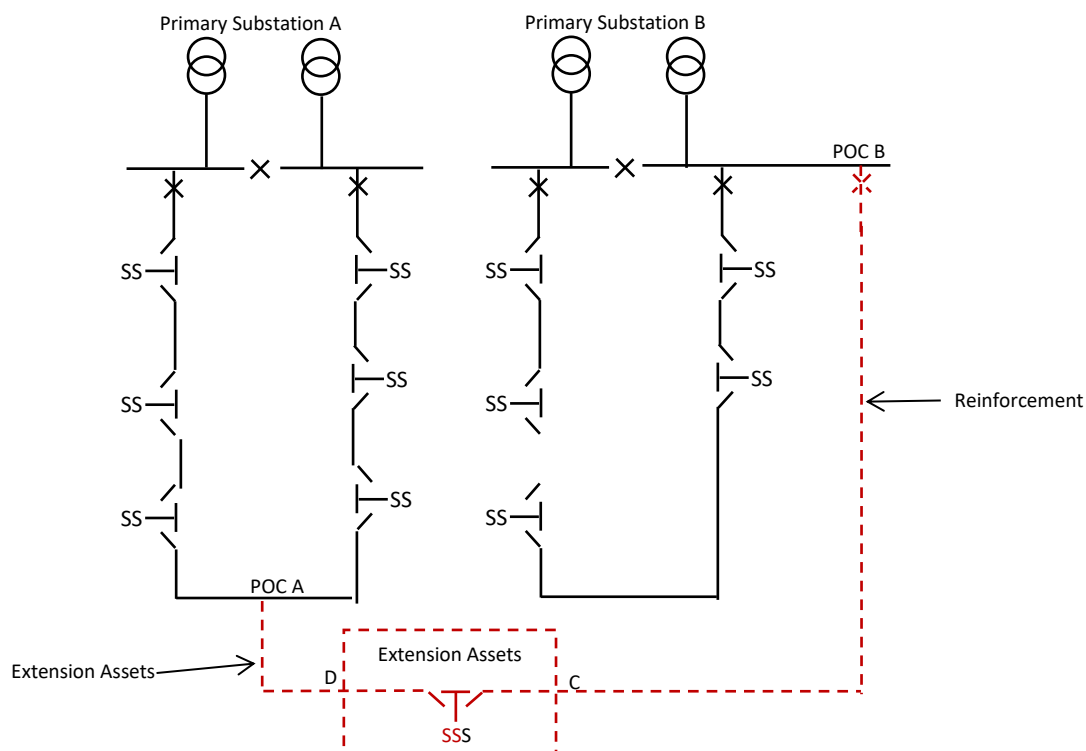 Primary Substation A
Primary Substation B
POC B
SS
SS
SS
SS
SS
SS
SS
SS
Reinforcement
SS
SS
SS
POC A
Extension Assets
Extension Assets
D
C
SSS